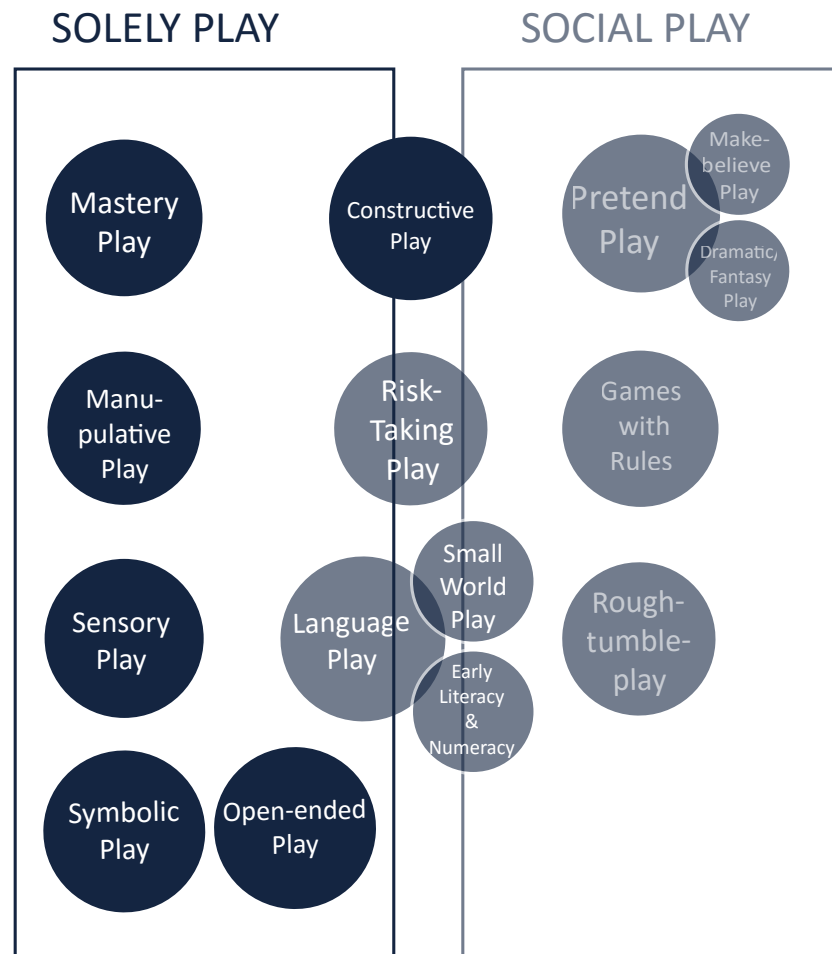 SOLELY PLAY
SOCIAL PLAY
Mastery
Play
Constructive
Play
Pretend
Play
Make-
believe
Play
Dramatic/
Fantasy
Play
Manu-
pulative
Play
Risk-
Taking
Play
Games
with
Rules
Sensory
Play
Language
Play
Small
World
Play
Early
Literacy
&
Numeracy
Rough-
tumble-
play
Symbolic
Play
Open-ended
Play